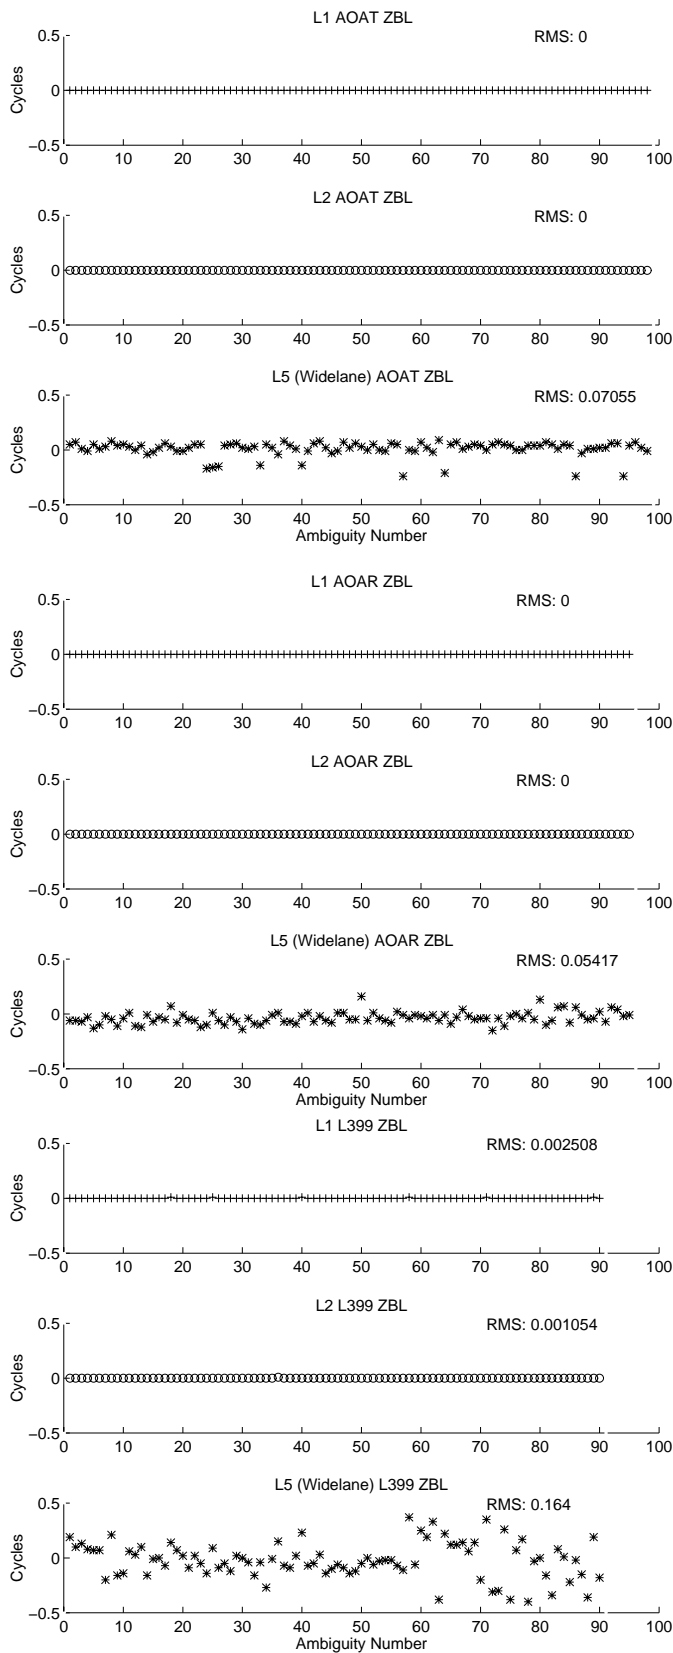 L1 AOAT ZBL
RMS: 0
0.5
0
−0.5
Cycles
0 10 20 30 40 50 60 70 80 90 100
L2 AOAT ZBL
RMS: 0
0.5
0
−0.5
Cycles
0 10 20 30 40 50 60 70 80 90 100
L5 (Widelane) AOAT ZBL
RMS: 0.07055
0.5
0
−0.5
Cycles
0 10 20 30 40 50 60 70 80 90 100
Ambiguity Number
L1 AOAR ZBL
RMS: 0
0.5
0
−0.5
Cycles
0 10 20 30 40 50 60 70 80 90 100
L2 AOAR ZBL
RMS: 0
0.5
0
−0.5
Cycles
0 10 20 30 40 50 60 70 80 90 100
L5 (Widelane) AOAR ZBL
RMS: 0.05417
0.5
0
−0.5
Cycles
0 10 20 30 40 50 60 70 80 90 100
Ambiguity Number
L1 L399 ZBL
RMS: 0.002508
0.5
0
−0.5
Cycles
0 10 20 30 40 50 60 70 80 90 100
L2 L399 ZBL
RMS: 0.001054
0.5
0
−0.5
Cycles
0 10 20 30 40 50 60 70 80 90 100
L5 (Widelane) L399 ZBL
RMS: 0.164
0.5
0
−0.5
Cycles
0 10 20 30 40 50 60 70 80 90 100
Ambiguity Number